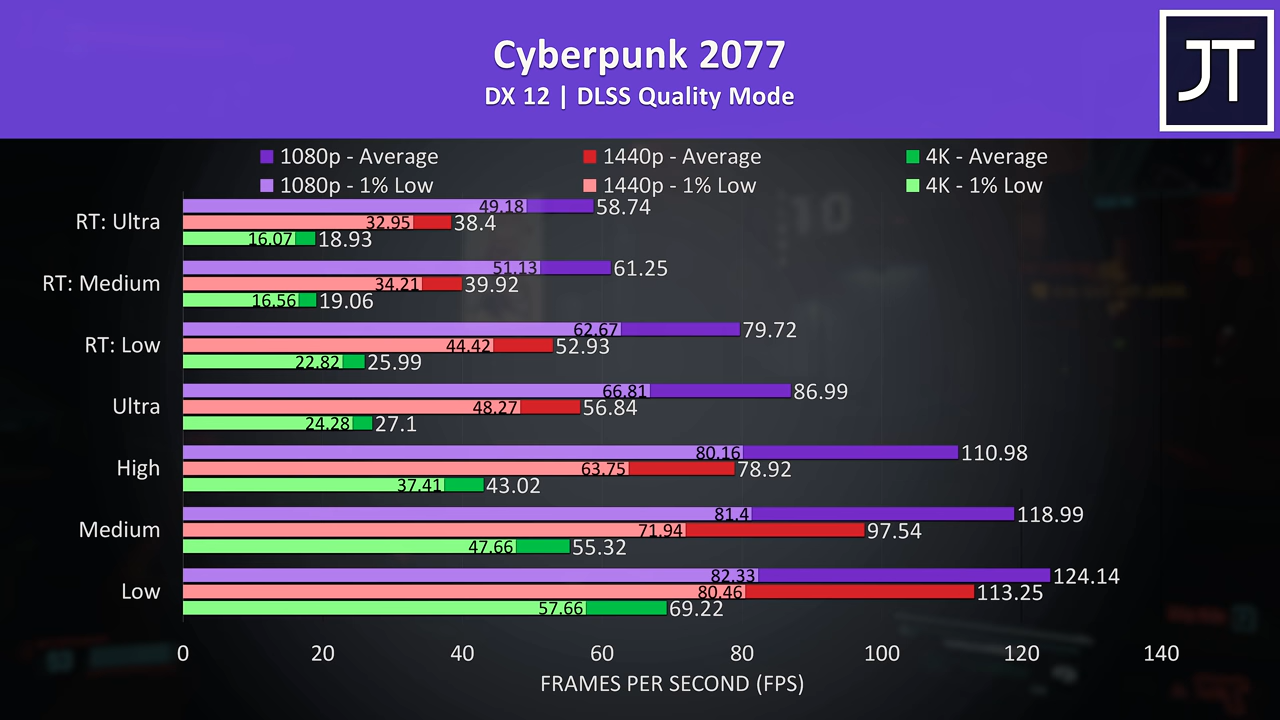 Cyberpunk 2077
DX 12 | DLSS Quality Mode
JT
1080p - Average
1440p - Average
4K - Average
1080p - 1% Low
1440p - 1% Low
4K - 1% Low
10
RT: Ultra
49.18 58.74
32.95 38.4
16.07 18.93
RT: Medium
51.13 61.25
34.21 39.92
16.56 19.06
RT: Low
62.67 79.72
44.42 52.93
22.82 25.99
Ultra
66.81 86.99
48.27 56.84
24.28 27.1
High
80.16 110.98
63.75 78.92
37.41 43.02
Medium
81.4 118.99
71.94 97.54
47.66 55.32
Low
82.33 124.14
80.46 113.25
57.66 69.22
0 20 40 60 80 100 120 140
FRAMES PER SECOND (FPS)